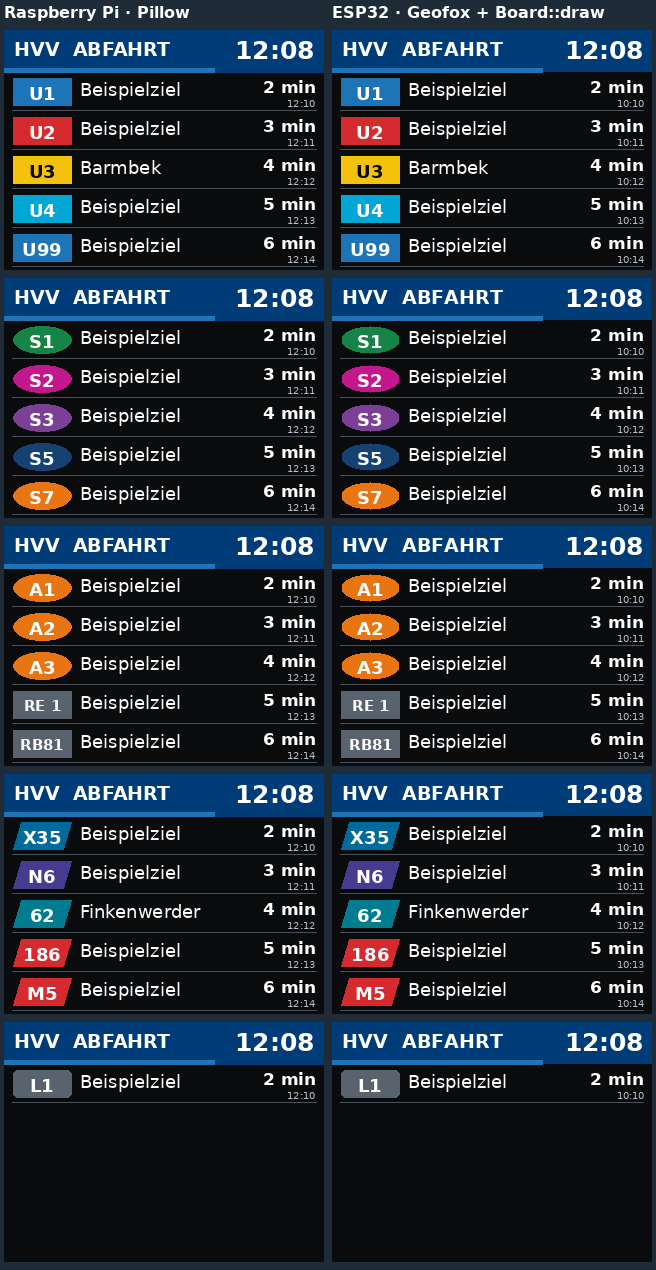 Raspberry Pi · Pillow
HVV ABFAHRT 12:08
U1 Beispielziel 2 min
12:10
U2 Beispielziel 3 min
12:11
U3 Barmbek 4 min
12:12
U4 Beispielziel 5 min
12:13
U99 Beispielziel 6 min
12:14
HVV ABFAHRT 12:08
S1 Beispielziel 2 min
12:10
S2 Beispielziel 3 min
12:11
S3 Beispielziel 4 min
12:12
S5 Beispielziel 5 min
12:13
S7 Beispielziel 6 min
12:14
HVV ABFAHRT 12:08
A1 Beispielziel 2 min
12:10
A2 Beispielziel 3 min
12:11
A3 Beispielziel 4 min
12:12
RE 1 Beispielziel 5 min
12:13
RB81 Beispielziel 6 min
12:14
HVV ABFAHRT 12:08
X35 Beispielziel 2 min
12:10
N6 Beispielziel 3 min
12:11
62 Finkenwerder 4 min
12:12
186 Beispielziel 5 min
12:13
M5 Beispielziel 6 min
12:14
HVV ABFAHRT 12:08
L1 Beispielziel 2 min
12:10
ESP32 · Geofox + Board::draw
HVV ABFAHRT 12:08
U1 Beispielziel 2 min
10:10
U2 Beispielziel 3 min
10:11
U3 Barmbek 4 min
10:12
U4 Beispielziel 5 min
10:13
U99 Beispielziel 6 min
10:14
HVV ABFAHRT 12:08
S1 Beispielziel 2 min
10:10
S2 Beispielziel 3 min
10:11
S3 Beispielziel 4 min
10:12
S5 Beispielziel 5 min
10:13
S7 Beispielziel 6 min
10:14
HVV ABFAHRT 12:08
A1 Beispielziel 2 min
10:10
A2 Beispielziel 3 min
10:11
A3 Beispielziel 4 min
10:12
RE 1 Beispielziel 5 min
10:13
RB81 Beispielziel 6 min
10:14
HVV ABFAHRT 12:08
X35 Beispielziel 2 min
10:10
N6 Beispielziel 3 min
10:11
62 Finkenwerder 4 min
10:12
186 Beispielziel 5 min
10:13
M5 Beispielziel 6 min
10:14
HVV ABFAHRT 12:08
L1 Beispielziel 2 min
10:10